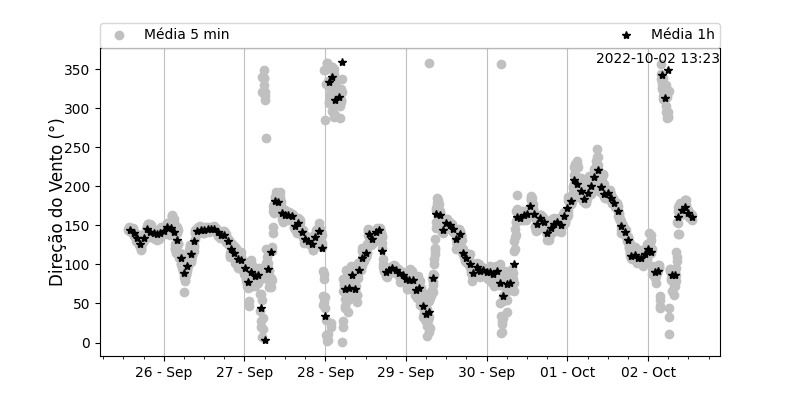 Média 5 min
Média 1h
2022-10-02 13:23
Direção do Vento (°)
350
300
250
200
150
100
50
0
26 - Sep
27 - Sep
28 - Sep
29 - Sep
30 - Sep
01 - Oct
02 - Oct